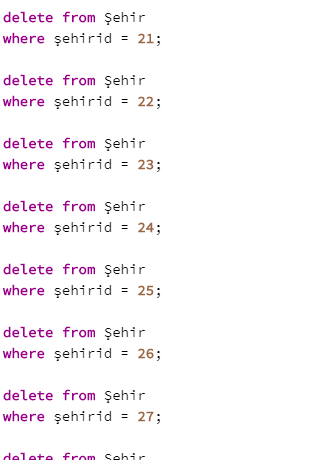 delete from Şehir
where şehirid = 21;
delete from Şehir
where şehirid = 22;
delete from Şehir
where şehirid = 23;
delete from Şehir
where şehirid = 24;
delete from Şehir
where şehirid = 25;
delete from Şehir
where şehirid = 26;
delete from Şehir
where şehirid = 27;
delete from Şehir